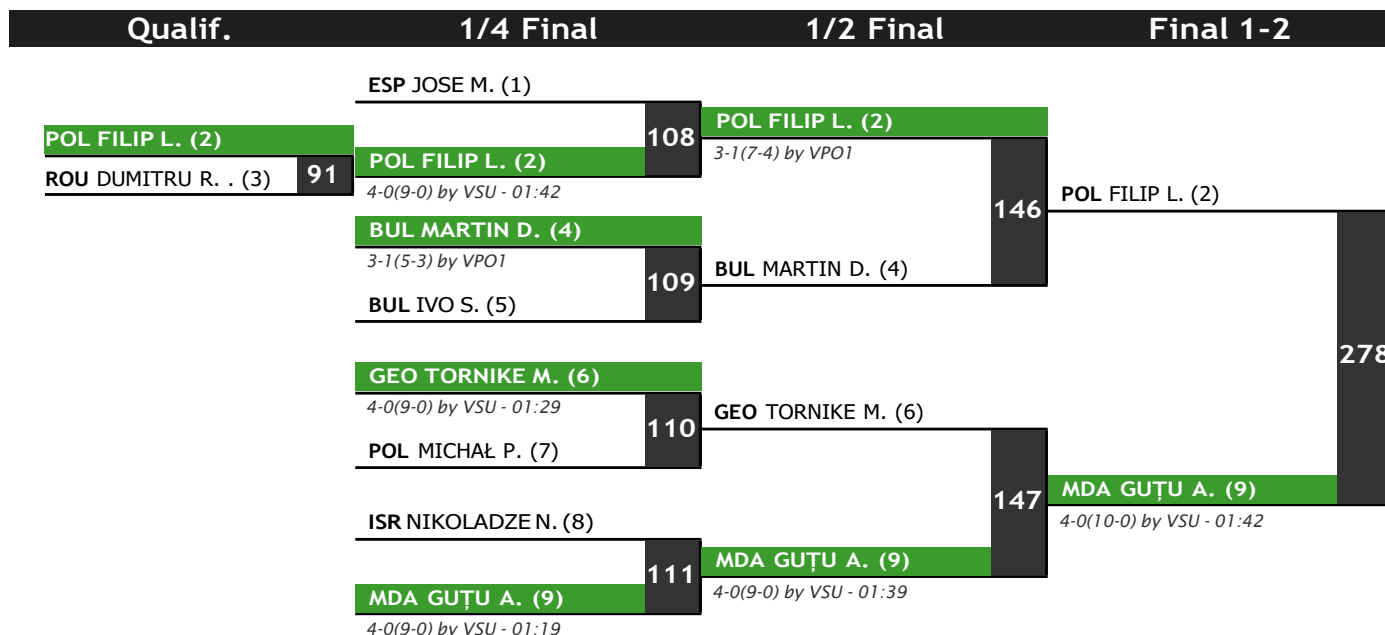 Qualif.
1/4 Final
1/2 Final
Final 1-2
POL FILIP L. (2)
ROU DUMITRU R. . (3)
91
ESP JOSE M. (1)
108
POL FILIP L. (2)
4-0(9-0) by VSU - 01:42
BUL MARTIN D. (4)
3-1(5-3) by VPO1
109
BUL IVO S. (5)
GEO TORNIKE M. (6)
4-0(9-0) by VSU - 01:29
110
POL MICHAŁ P. (7)
ISR NIKOLADZE N. (8)
111
MDA GUȚU A. (9)
4-0(9-0) by VSU - 01:19
POL FILIP L. (2)
3-1(7-4) by VPO1
146
BUL MARTIN D. (4)
GEO TORNIKE M. (6)
147
MDA GUȚU A. (9)
4-0(9-0) by VSU - 01:39
POL FILIP L. (2)
278
MDA GUȚU A. (9)
4-0(10-0) by VSU - 01:42